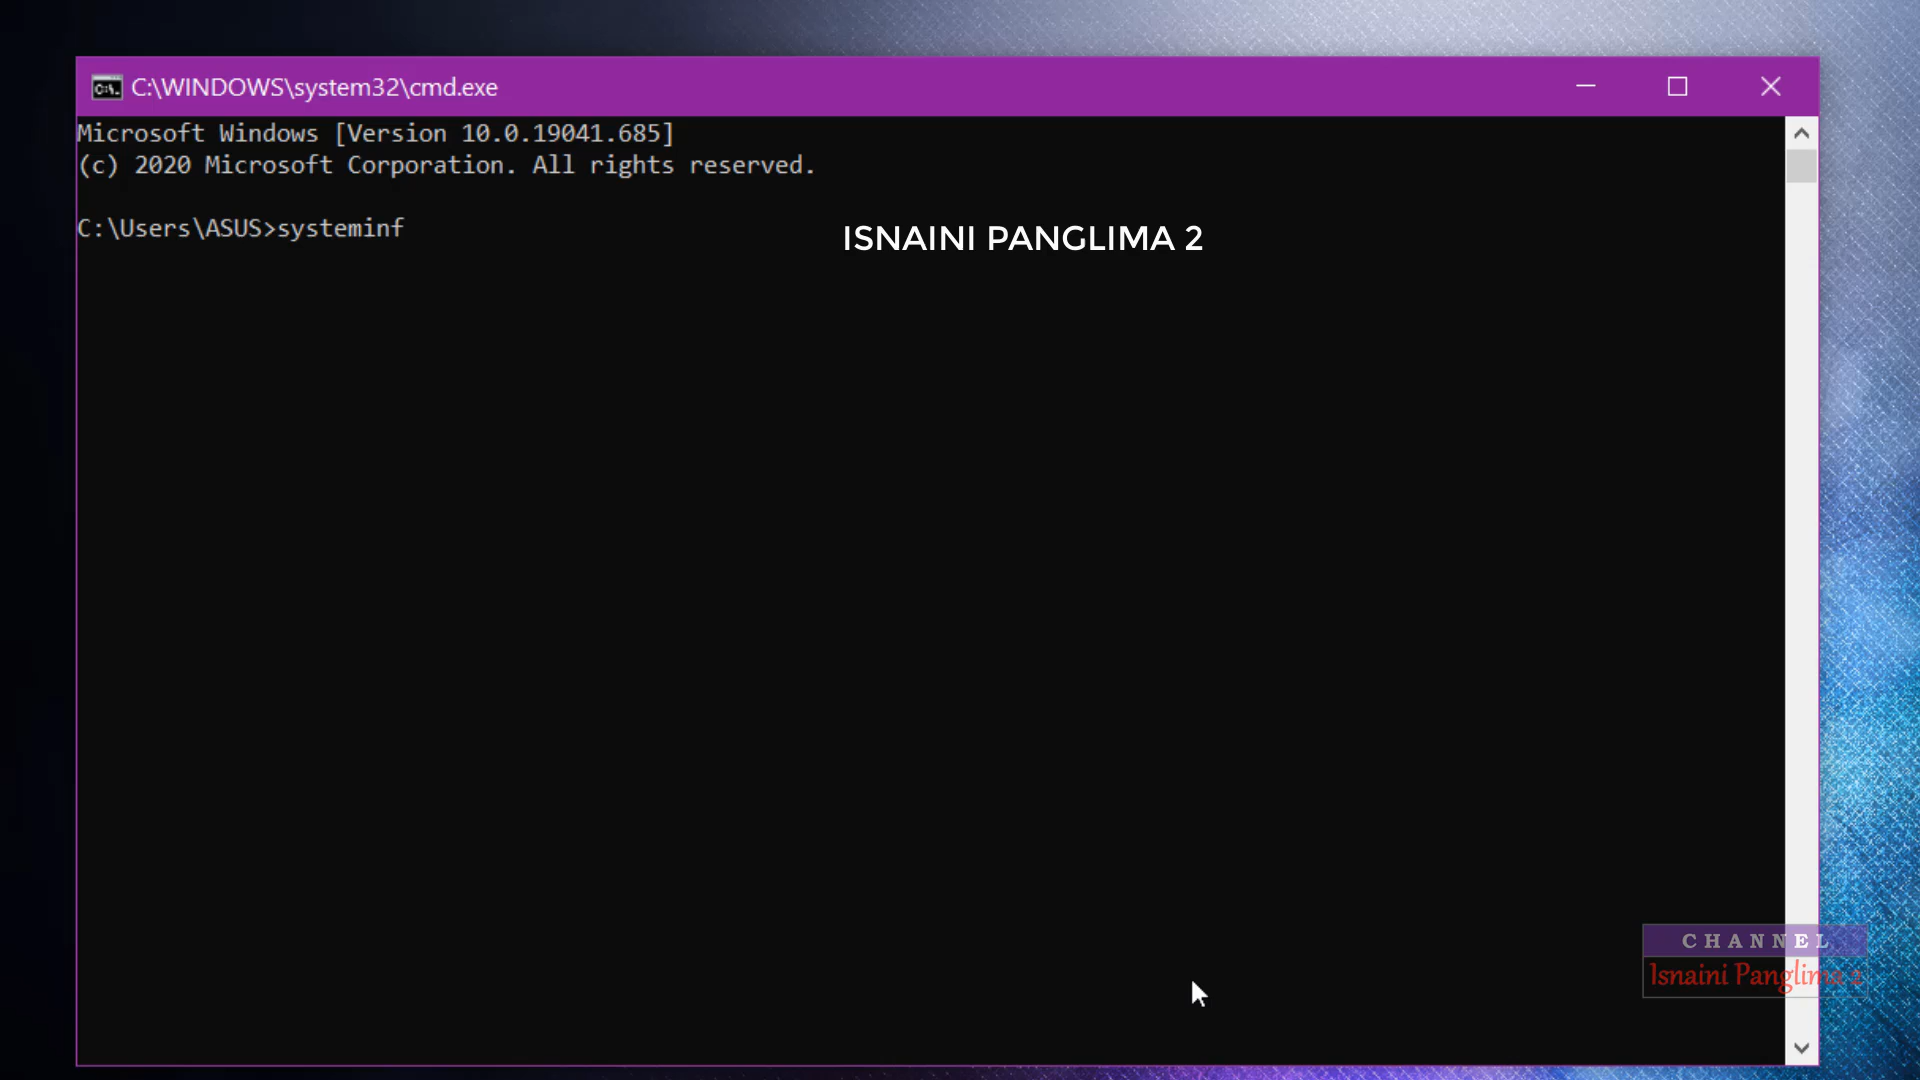 C:\WINDOWS\system32\cmd.exe
Microsoft Windows [Version 10.0.19041.685]
(c) 2020 Microsoft Corporation. All rights reserved.
C:\Users\ASUS>systeminf
ISNAINI PANGLIMA 2
CHANNEL
Isnaini Panglima 2